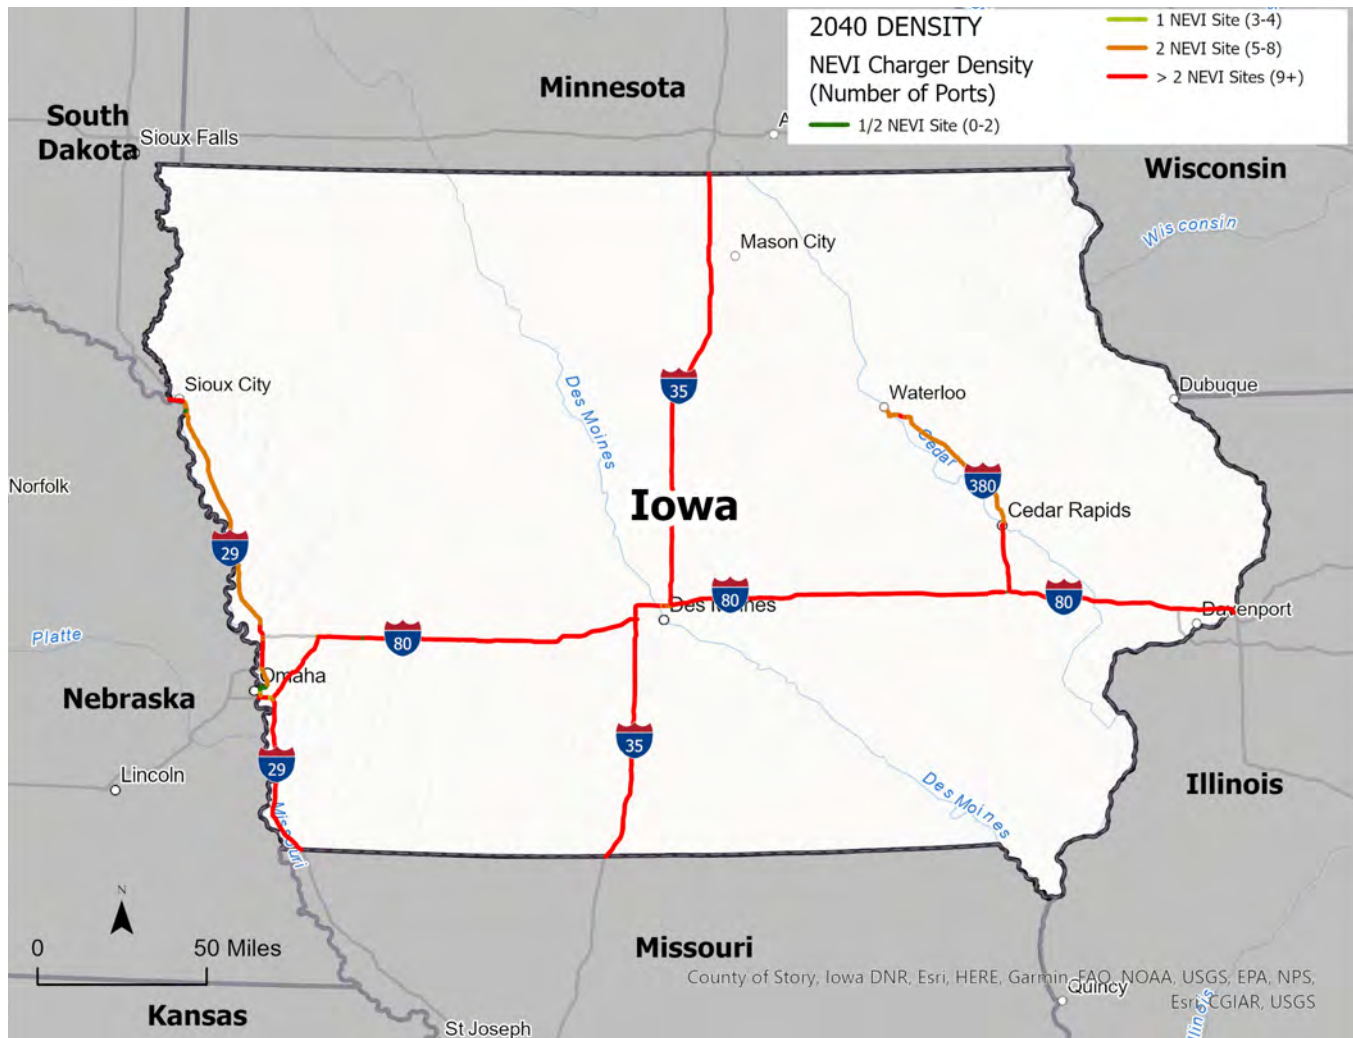 2040 DENSITY
NEVI Charger Density
(Number of Ports)
1/2 NEVI Site (0-2)
1 NEVI Site (3-4)
2 NEVI Site (5-8)
> 2 NEVI Sites (9+)
Minnesota
South
Dakota
Sioux Falls
A
Wisconsin
Wisconsin
Mason City
Sioux City
35
Waterloo
Dubuque
Des Moines
Cedar
Norfolk
380
Iowa
Cedar Rapids
29
80
80
Des Moines
Davenport
Platte
80
Omaha
Nebraska
35
29
Lincoln
Illinois
Missouri
Des Moines
N
0
50 Miles
Missouri
County of Story, Iowa DNR, Esri, HERE, Garmin, FAO, NOAA, USGS, EPA, NPS,
Esri, CGIAR, USGS
Quincy
Kansas
St Joseph
llinois